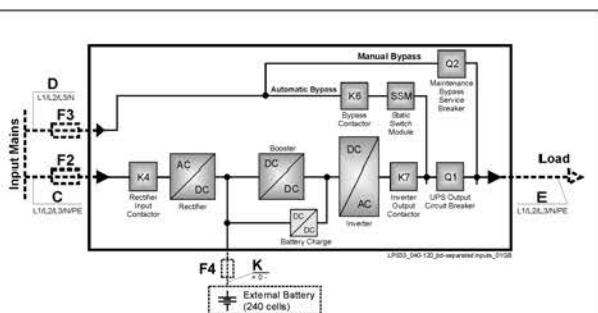 Manual Bypass
Q2
Maintenance
Bypass
Service
Breaker
D
L1/L2/L3/N
Automatic Bypass
K6
SSM
Bypass
Contactor
Static
Switch
Module
F3
Input Mains
F2
C
L1/L2/L3/N/PE
K4
Rectifier
Input
Contactor
AC
DC
Rectifier
Booster
DC
DC
DC
DC
Battery Charge
DC
AC
Inverter
K7
Inverter
Output
Contactor
Q1
UPS Output
Circuit Breaker
Load
E
L1/L2/L3/N/PE
F4
K
+ 0 -
External Battery
(240 cells)